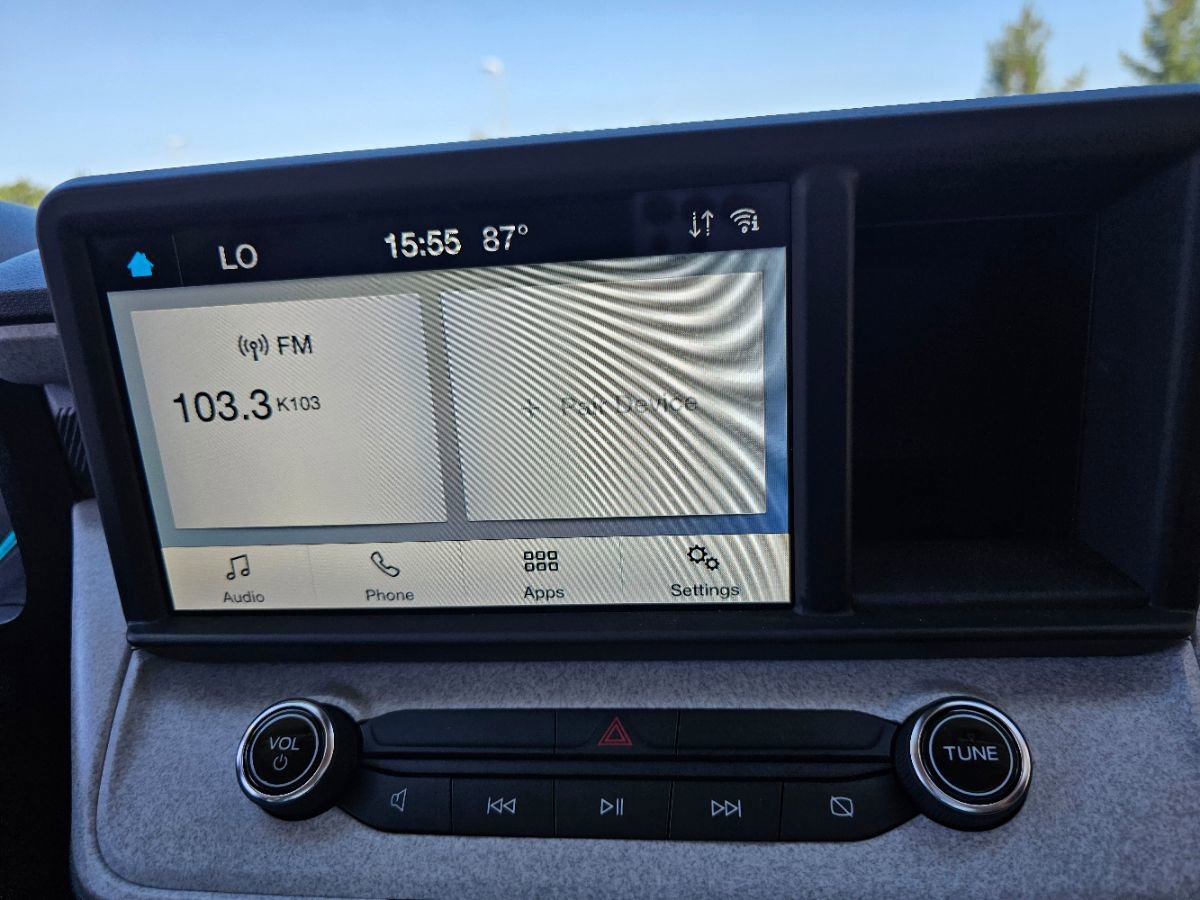 LO 15:55 87°
FM
103.3 K103
+ Pair Device
Audio Phone Apps Settings
VOL
TUNE